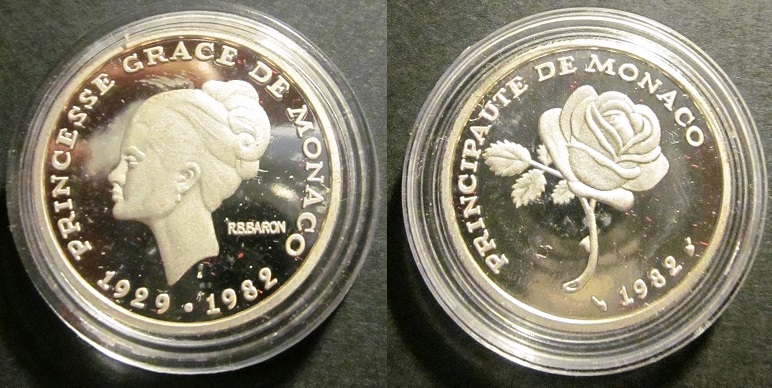 PRINCESSE GRACE DE MONACO
R.B.BARON
1929 • 1982
PRINCIPAUTE DE MONACO
1982